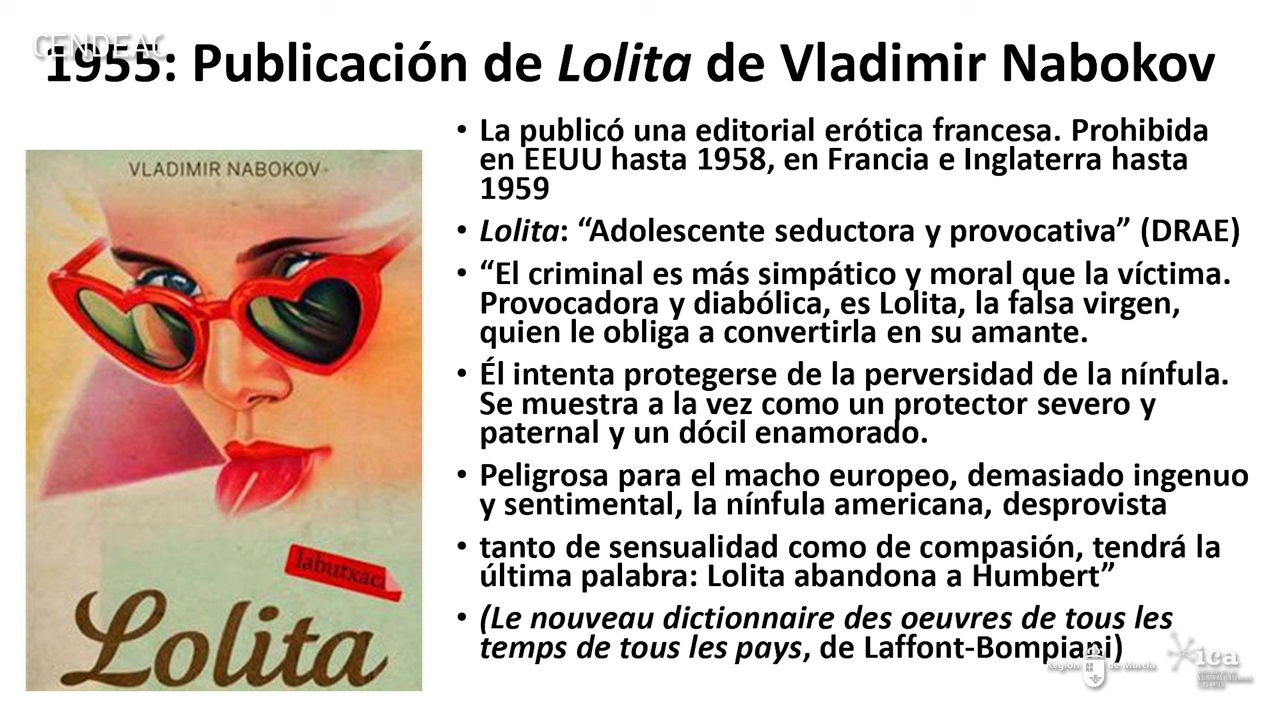 CENDEAC
1955: Publicación de Lolita de Vladimir Nabokov
VLADIMIR NABOKOV
labutxaca
Lolita
• La publicó una editorial erótica francesa. Prohibida
en EEUU hasta 1958, en Francia e Inglaterra hasta
1959
• Lolita: “Adolescente seductora y provocativa” (DRAE)
• “El criminal es más simpático y moral que la víctima.
Provocadora y diabólica, es Lolita, la falsa virgen,
quien le obliga a convertirla en su amante.
• Él intenta protegerse de la perversidad de la nínfula.
Se muestra a la vez como un protector severo y
paternal y un dócil enamorado.
• Peligrosa para el macho europeo, demasiado ingenuo
y sentimental, la nínfula americana, desprovista
• tanto de sensualidad como de compasión, tendrá la
última palabra: Lolita abandona a Humbert”
• (Le nouveau dictionnaire des oeuvres de tous les
temps de tous les pays, de Laffont-Bompiani)
Región de Murcia
ica